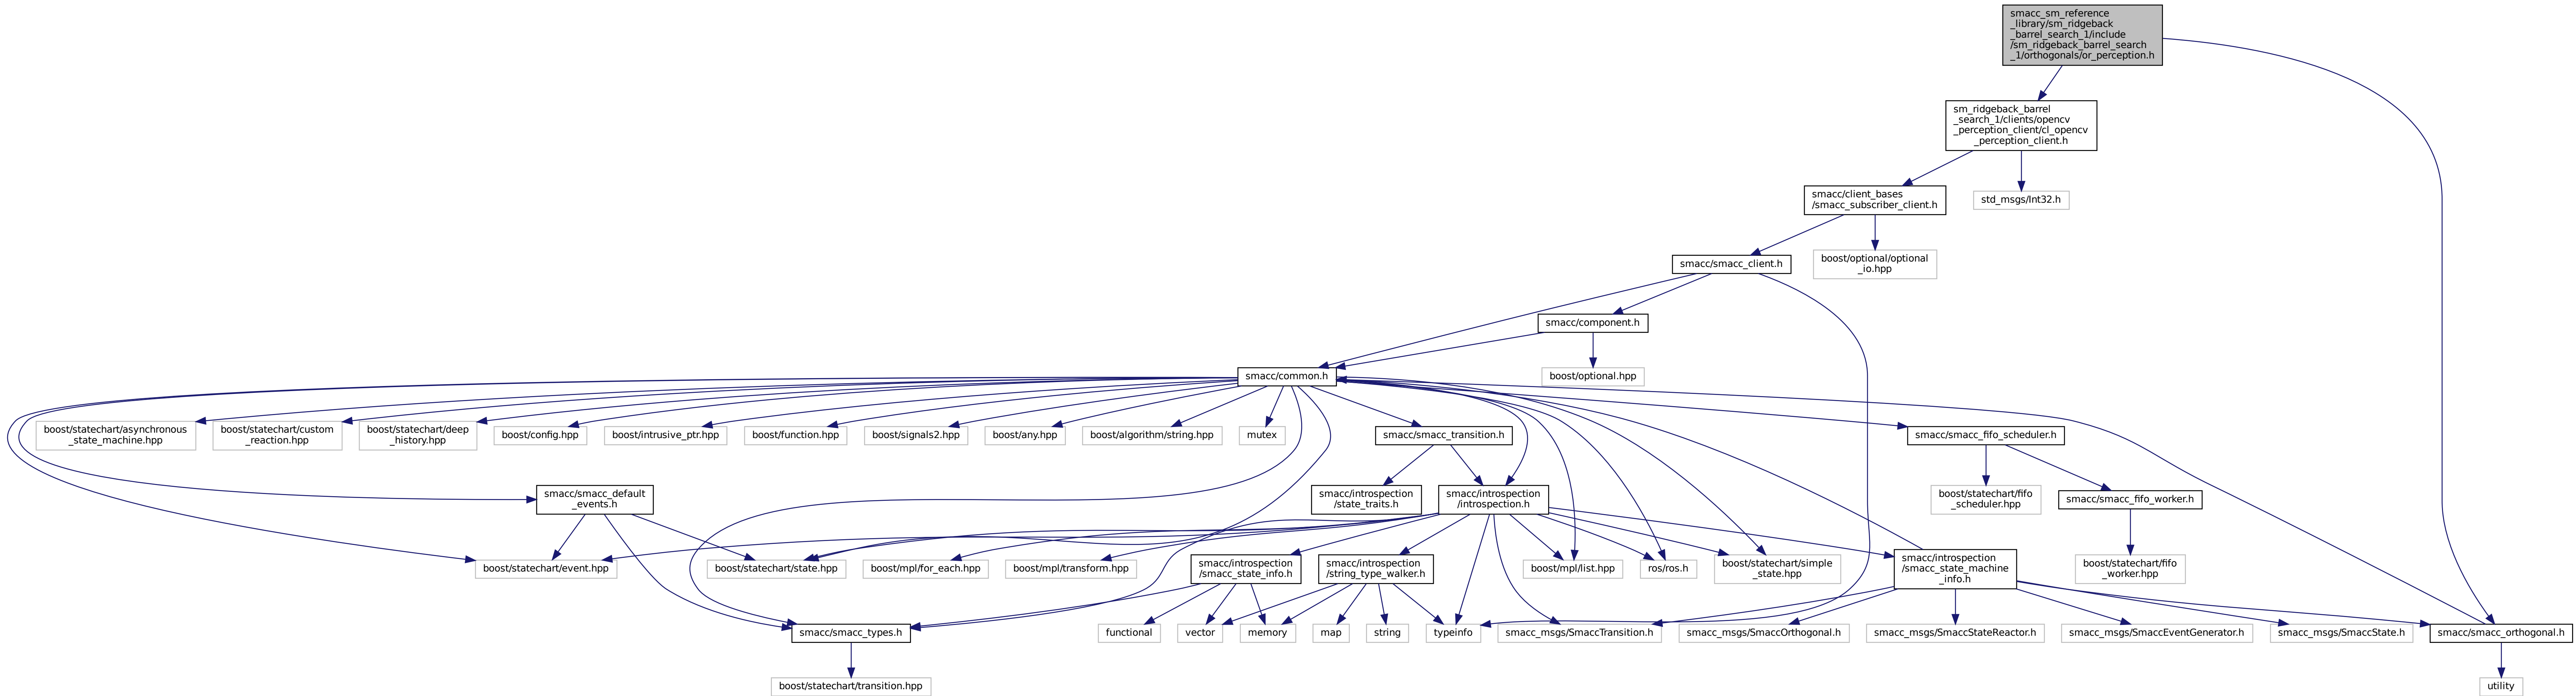 smacc_sm_reference
_library/sm_ridgeback
_barrel_search_1/include
/sm_ridgeback_barrel_search
_1/orthogonals/or_perception.h
sm_ridgeback_barrel
_search_1/clients/opencv
_perception_client/cl_opencv
_perception_client.h
smacc/client_bases
/smacc_subscriber_client.h
std_msgs/Int32.h
smacc/smacc_client.h
boost/optional/optional
_io.hpp
smacc/component.h
smacc/common.h
boost/optional.hpp
boost/statechart/asynchronous
_state_machine.hpp
boost/statechart/custom
_reaction.hpp
boost/statechart/deep
_history.hpp
boost/config.hpp
boost/intrusive_ptr.hpp
boost/function.hpp
boost/signals2.hpp
boost/any.hpp
boost/algorithm/string.hpp
mutex
smacc/smacc_transition.h
smacc/smacc_fifo_scheduler.h
smacc/smacc_default
_events.h
smacc/introspection
/state_traits.h
smacc/introspection
/introspection.h
boost/statechart/fifo
_scheduler.hpp
smacc/smacc_fifo_worker.h
boost/statechart/event.hpp
boost/statechart/state.hpp
boost/mpl/for_each.hpp
boost/mpl/transform.hpp
smacc/introspection
/smacc_state_info.h
smacc/introspection
/string_type_walker.h
boost/mpl/list.hpp
ros/ros.h
boost/statechart/simple
_state.hpp
smacc/introspection
/smacc_state_machine
_info.h
boost/statechart/fifo
_worker.hpp
smacc/smacc_types.h
functional
vector
memory
map
string
typeinfo
smacc_msgs/SmaccTransition.h
smacc_msgs/SmaccOrthogonal.h
smacc_msgs/SmaccStateReactor.h
smacc_msgs/SmaccEventGenerator.h
smacc_msgs/SmaccState.h
smacc/smacc_orthogonal.h
boost/statechart/transition.hpp
utility